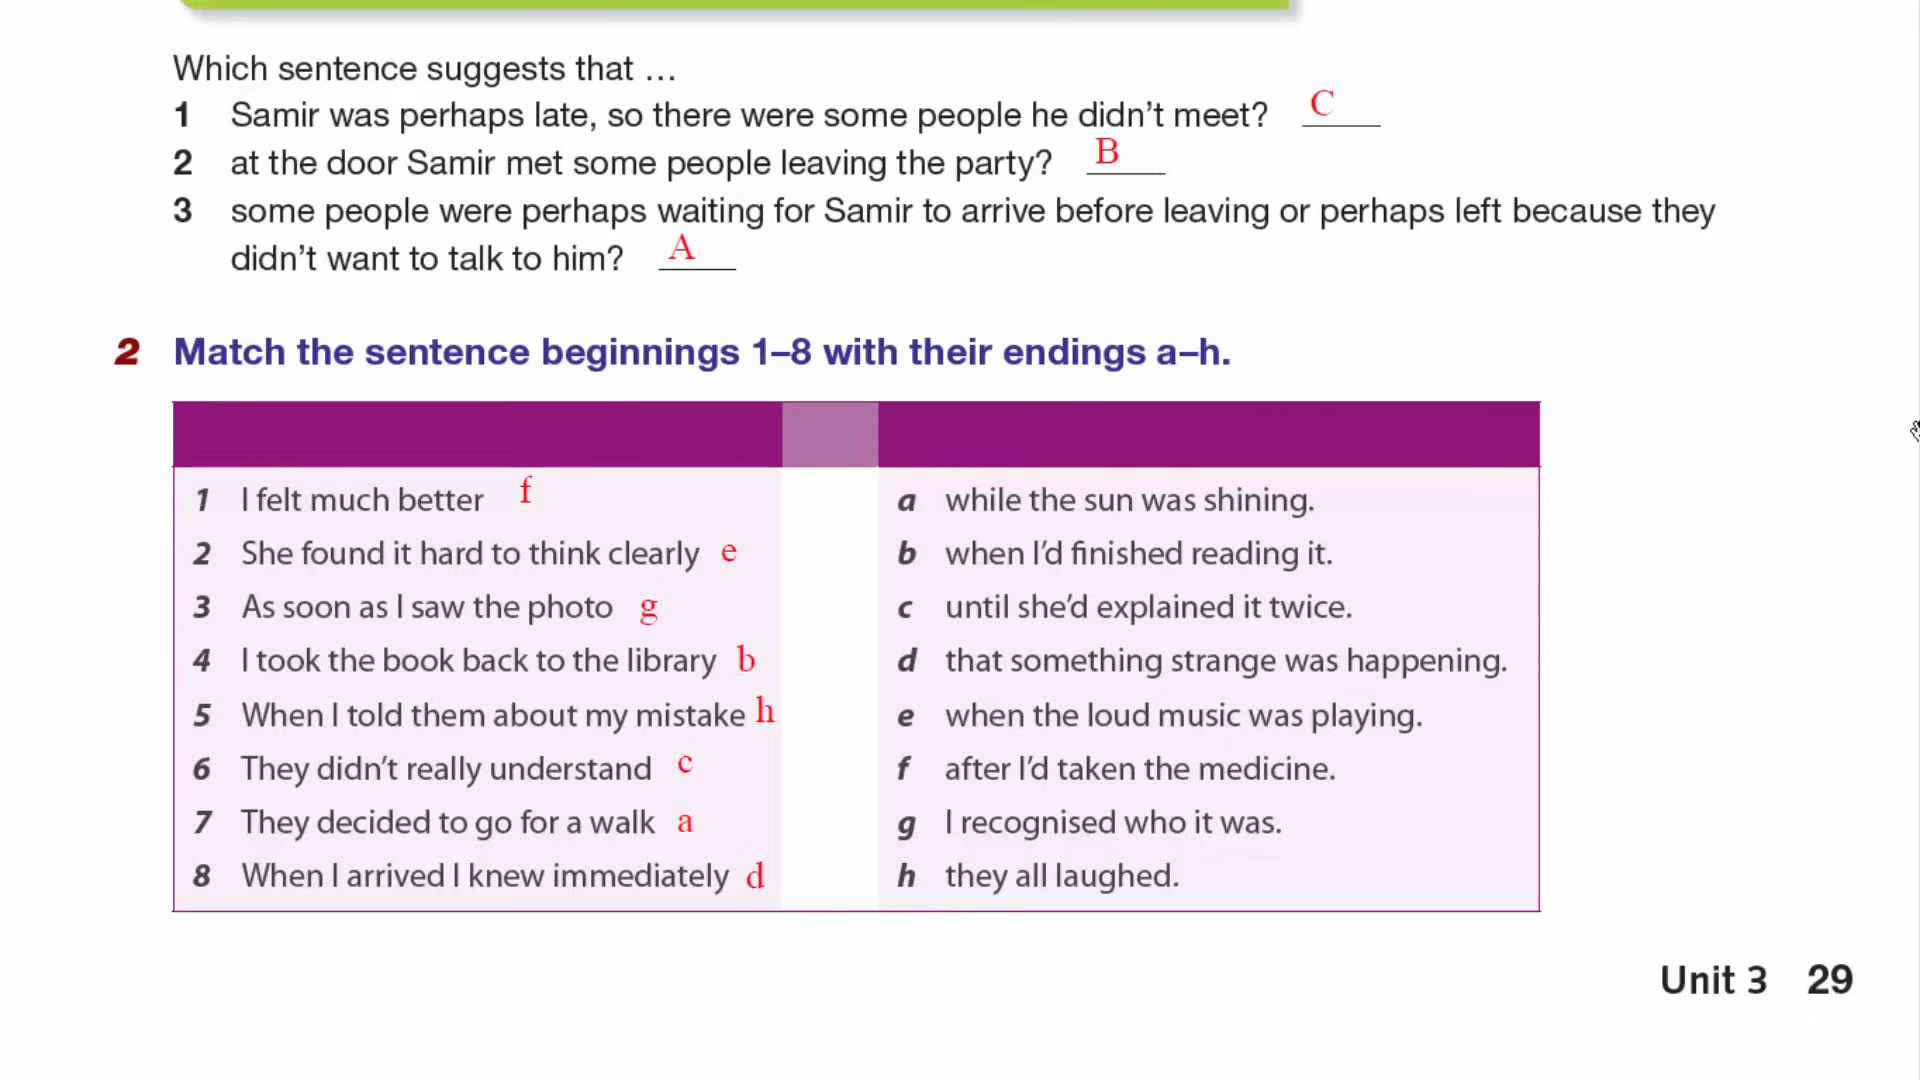 Which sentence suggests that …
1 Samir was perhaps late, so there were some people he didn’t meet? C
2 at the door Samir met some people leaving the party? B
3 some people were perhaps waiting for Samir to arrive before leaving or perhaps left because they
didn’t want to talk to him? A
2 Match the sentence beginnings 1–8 with their endings a–h.
1 I felt much better f a while the sun was shining.
2 She found it hard to think clearly e b when I’d finished reading it.
3 As soon as I saw the photo g c until she’d explained it twice.
4 I took the book back to the library b d that something strange was happening.
5 When I told them about my mistake h e when the loud music was playing.
6 They didn’t really understand c f after I’d taken the medicine.
7 They decided to go for a walk a g I recognised who it was.
8 When I arrived I knew immediately d h they all laughed.
Unit 3 29